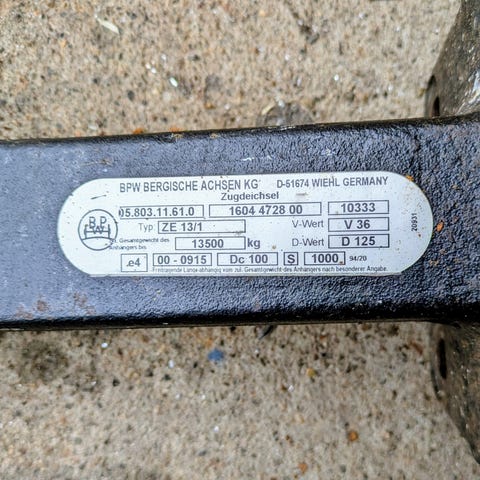 BPW BERGISCHE ACHSEN KG D-51674 WIEHL GERMANY
Zugdeichsel
05.803.11.61.0 1604 4728 00 10333
BPW Typ ZE 13/1 V-Wert V 36
zul. Gesamtgewicht des Anhängers bis 13500 kg D-Wert D 125
e4 00 - 0915 Dc 100 S 1000 94/20
Freitragende Länge abhängig vom zul. Gesamtgewicht des Anhängers nach besonderer Angabe.
20931